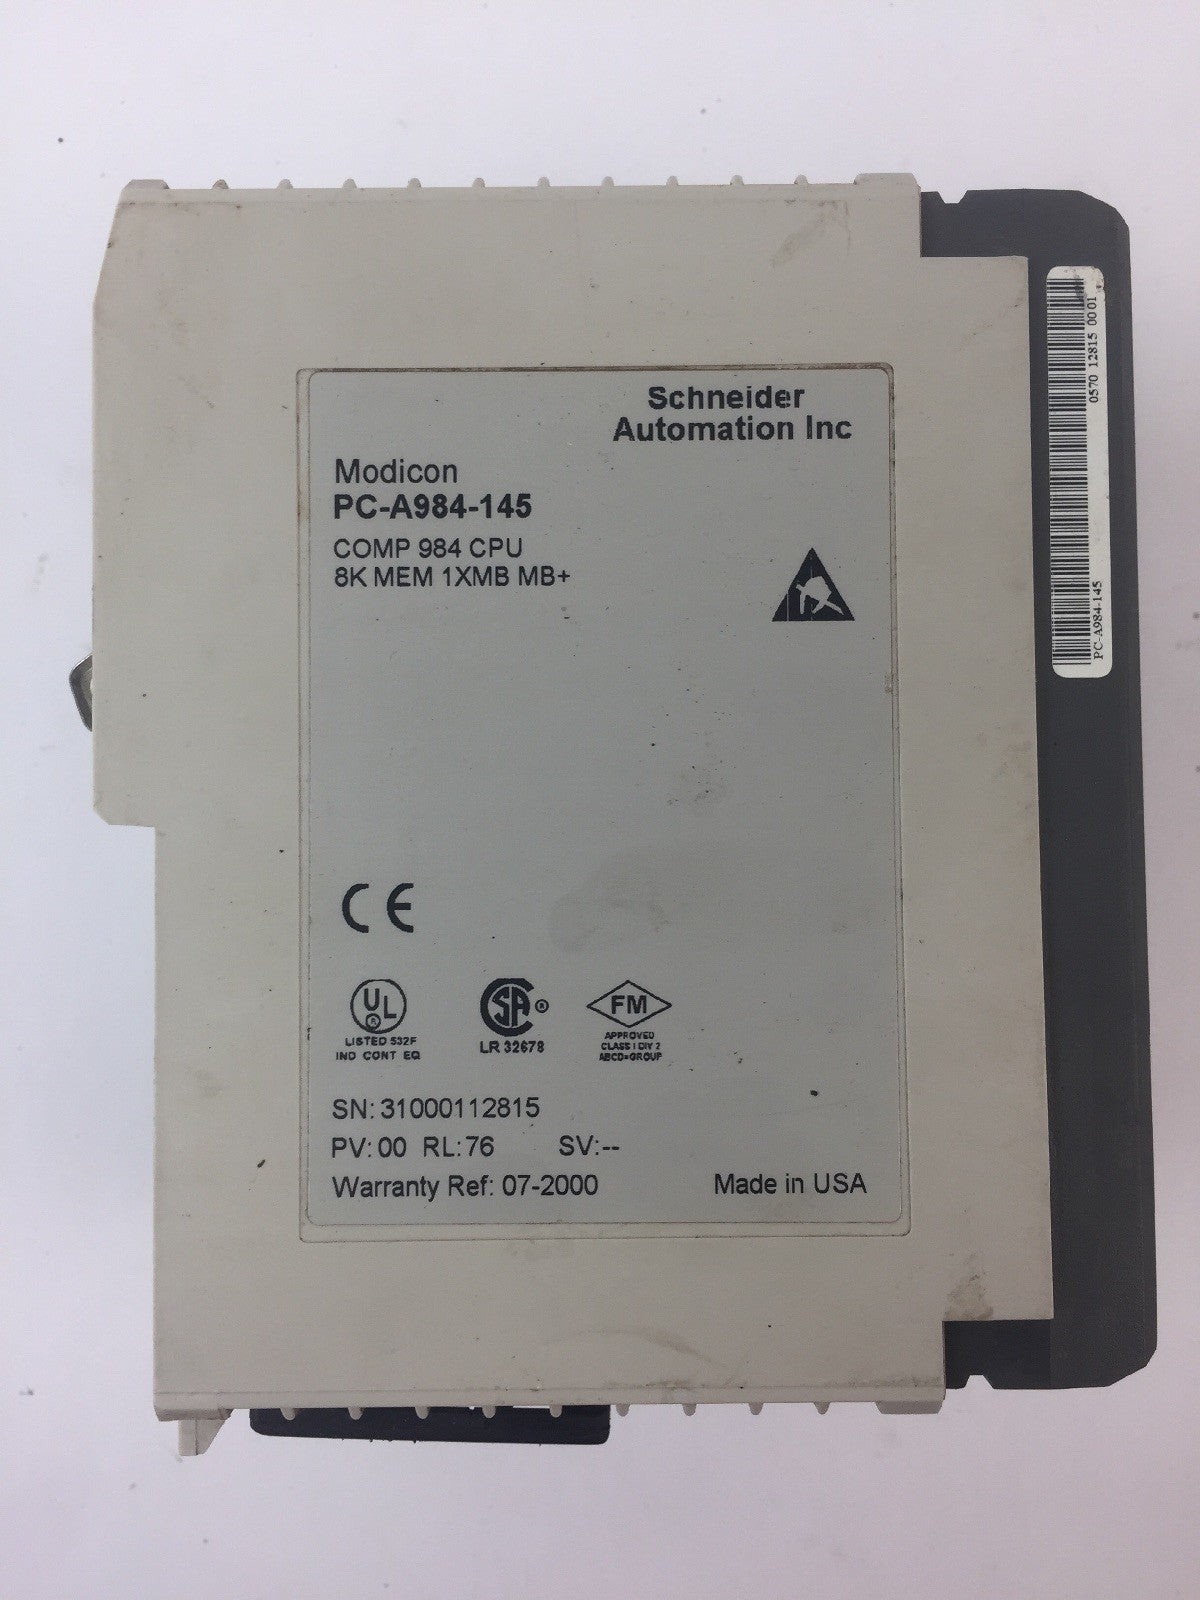 Schneider
Automation Inc
Modicon
PC-A984-145
COMP 984 CPU
8K MEM 1XMB MB+
CE
UL
®
LISTED 532F
IND CONT EQ
SA ®
LR 32678
FM
APPROVED
CLASS I DIV 2
ABCD=GROUP
SN: 31000112815
PV: 00 RL: 76 SV:--
Warranty Ref: 07-2000 Made in USA
PC-A984-145 0570 12815 00 01